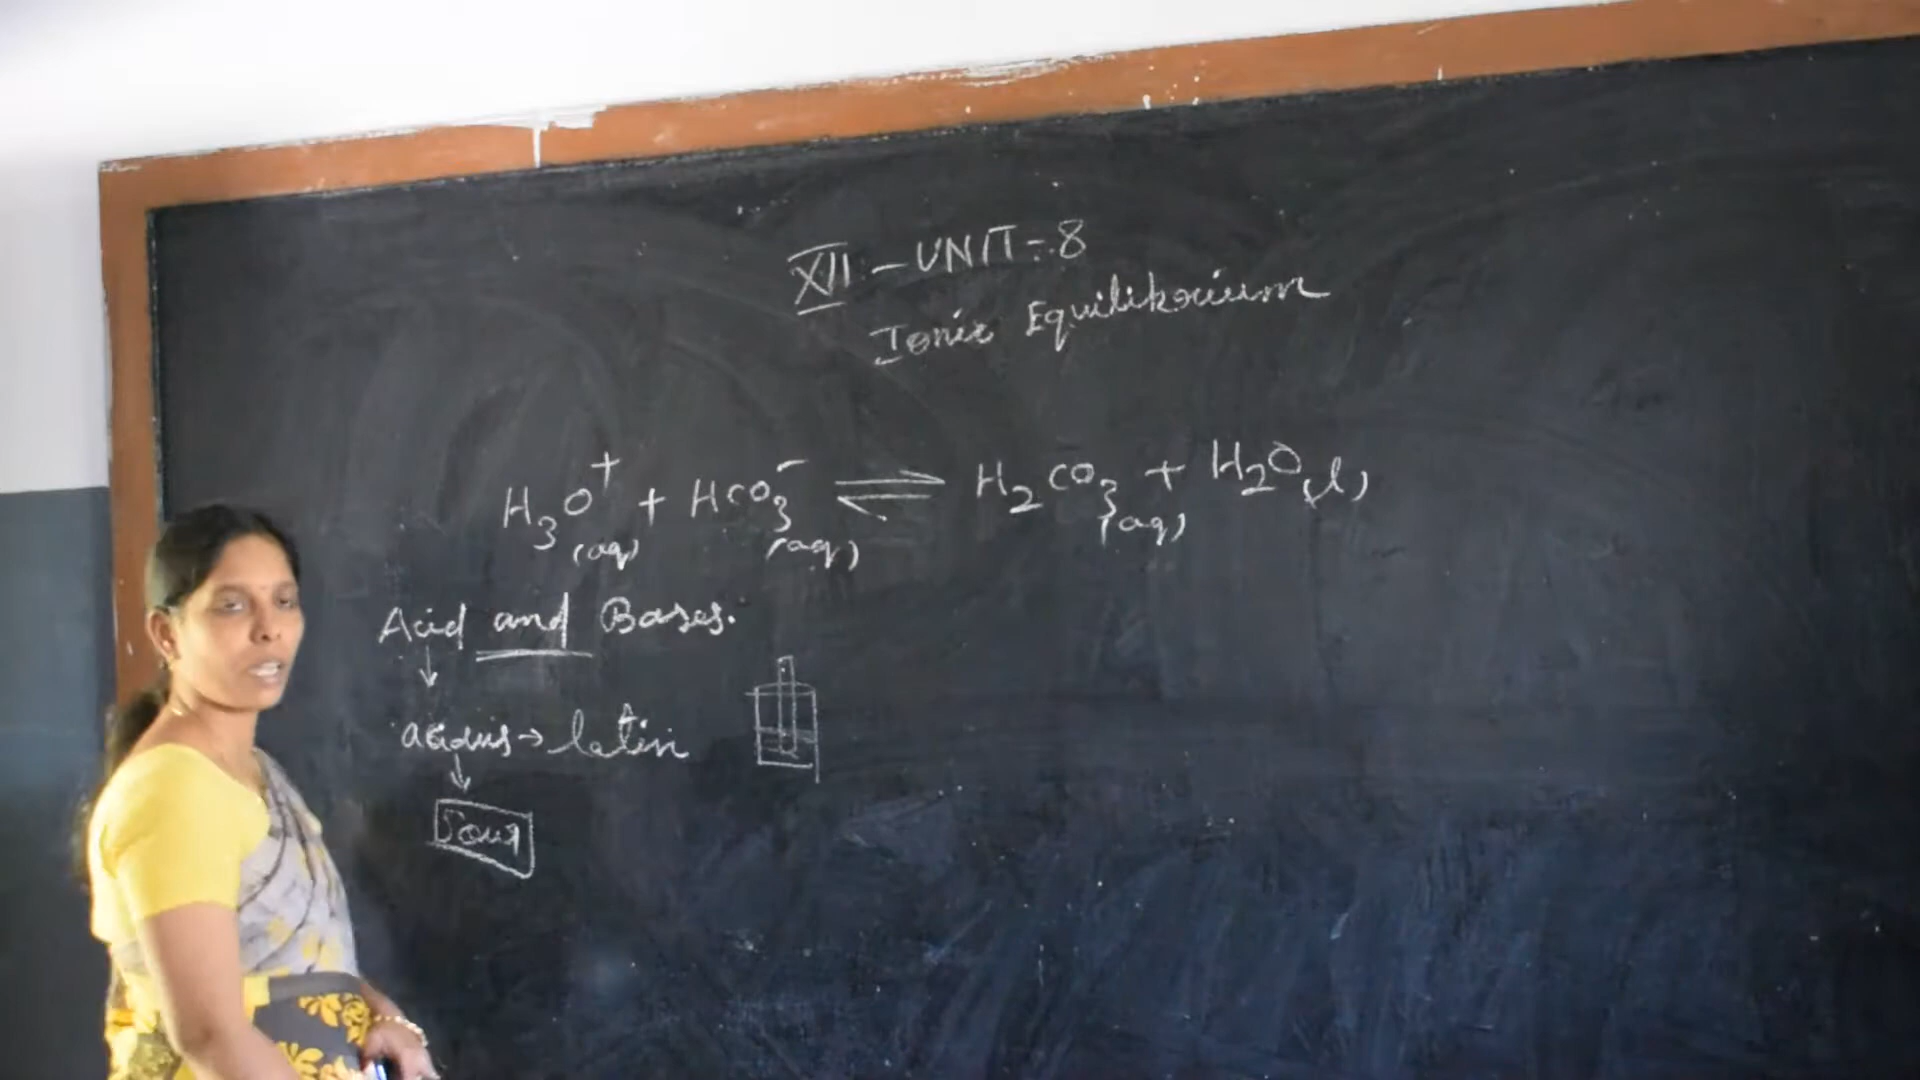 XII - UNIT - 8
Ionic Equilibrium
H₃O⁺(aq) + HCO₃⁻(aq) ⇌ H₂CO₃(aq) + H₂O(l)
Acid and Bases.
↓
acidus → latin
↓
Sour